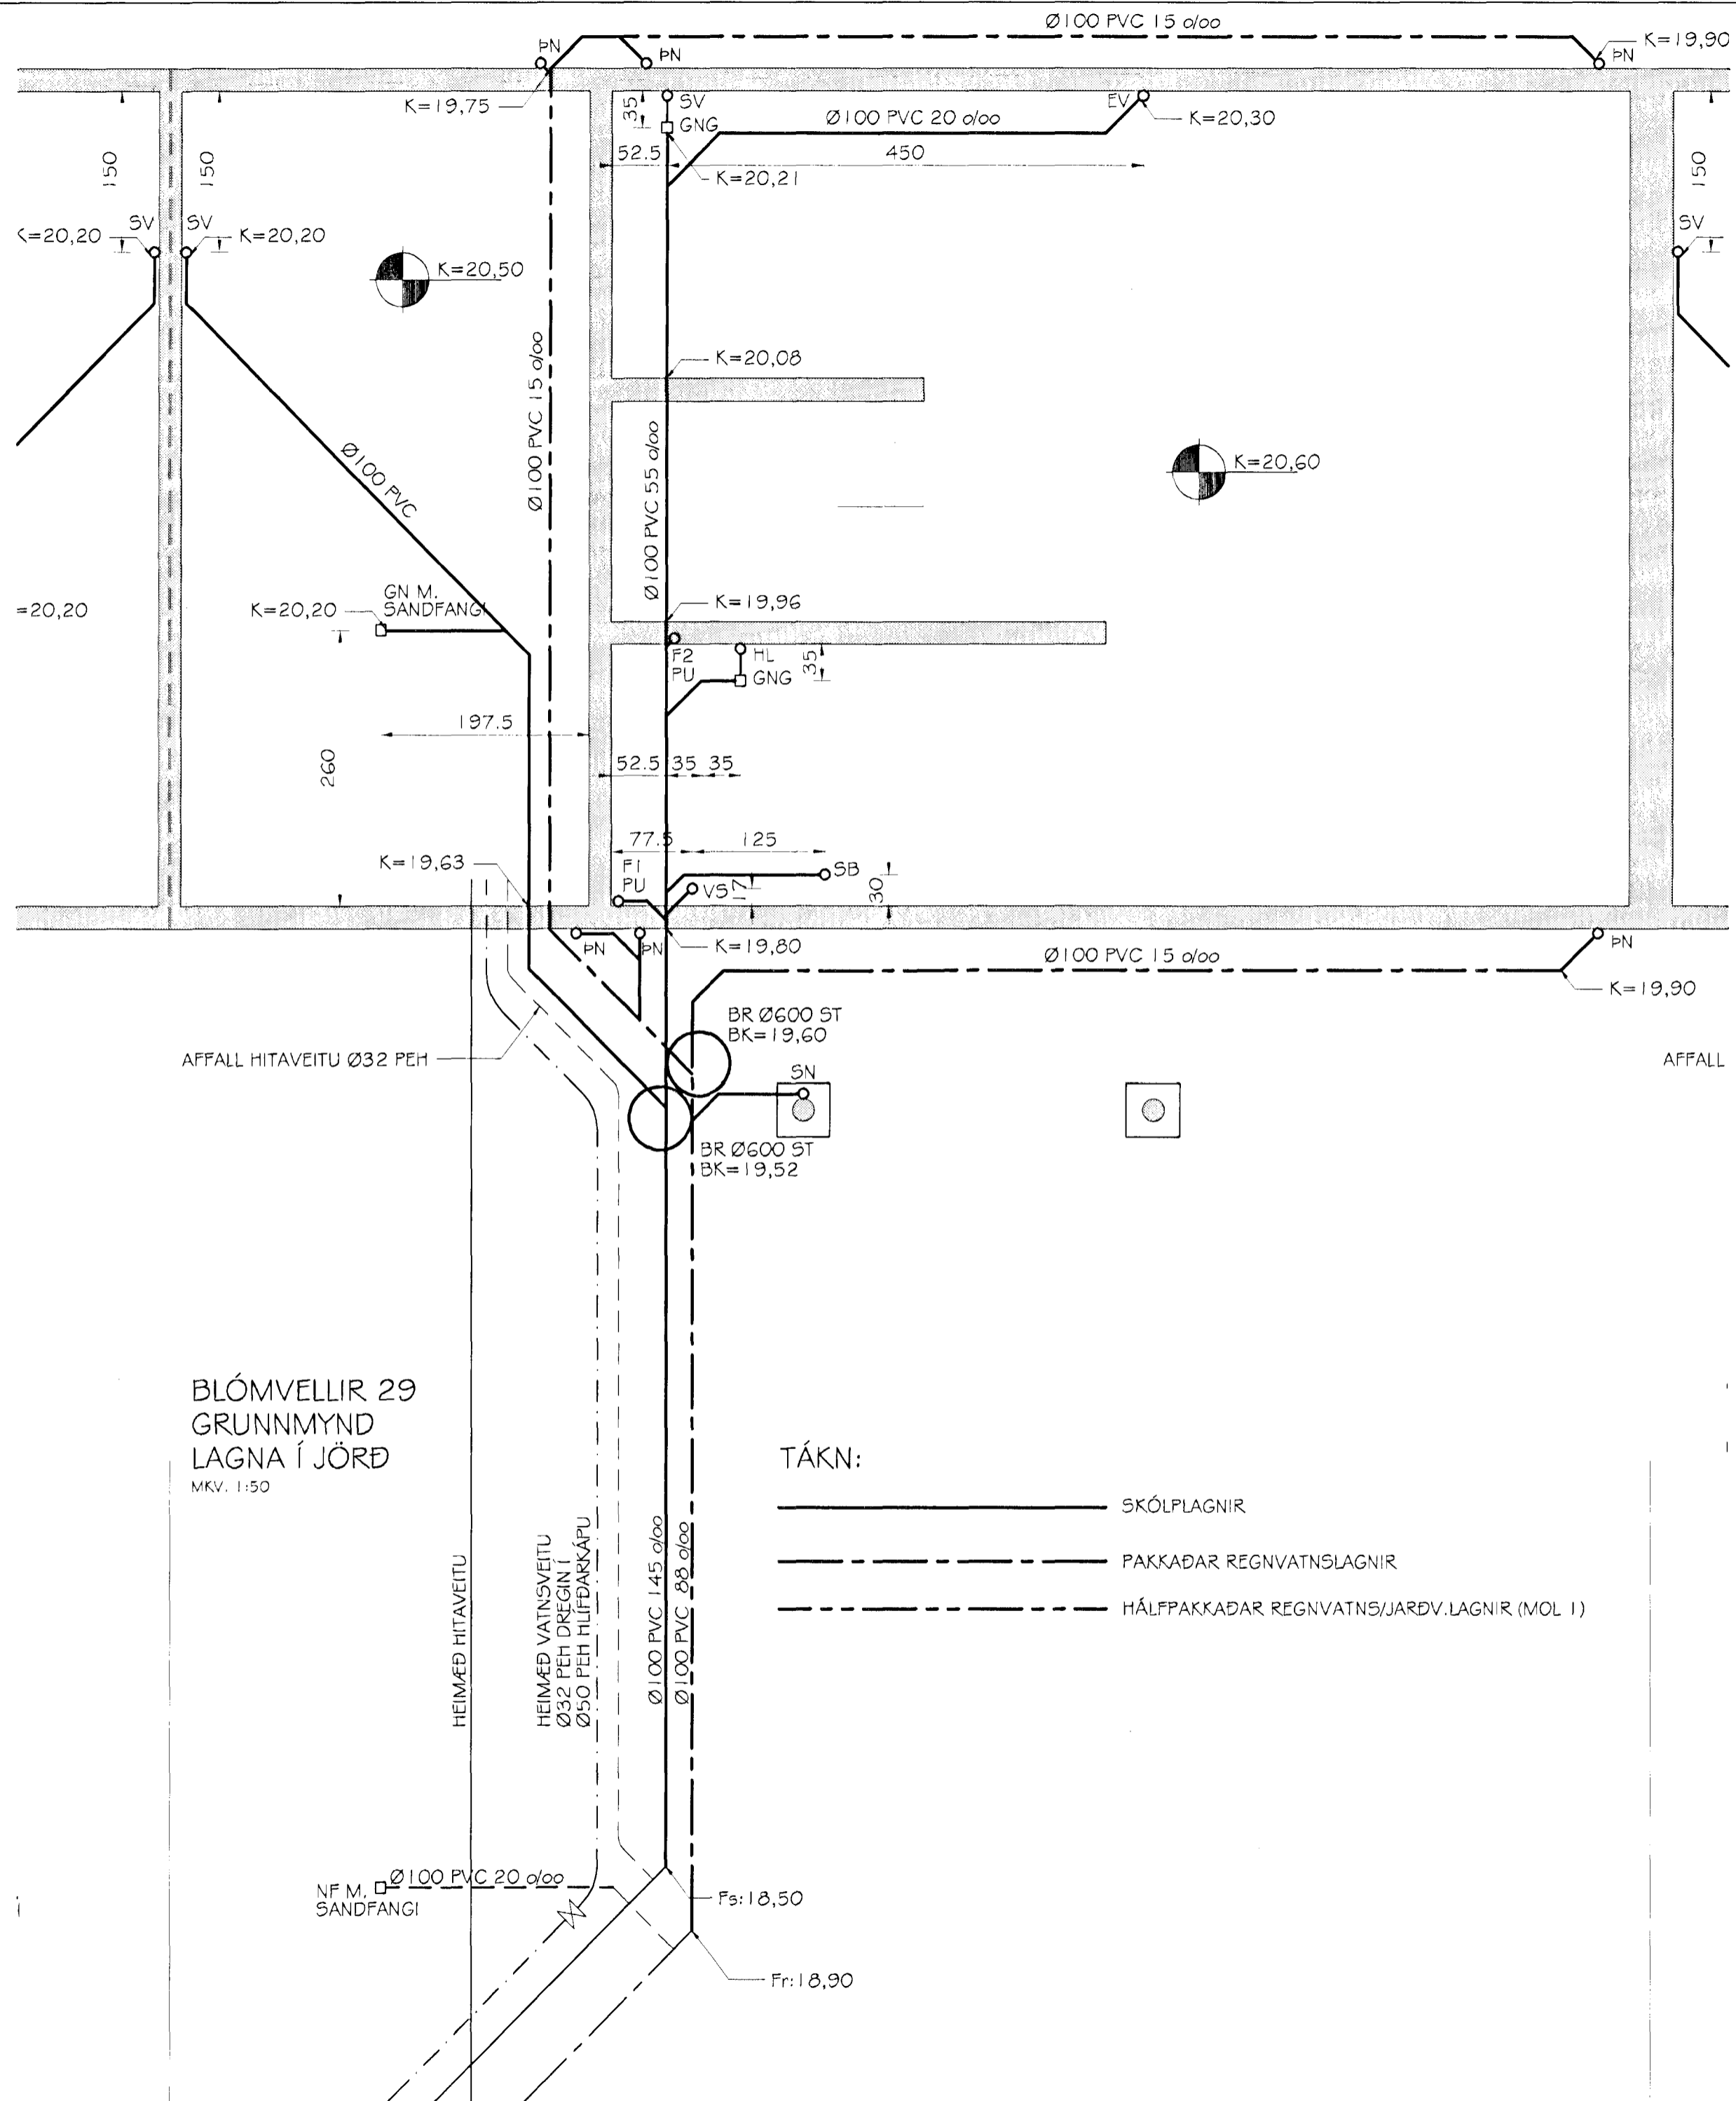 Ø100 PVC 15 o/oo
ÞN
ÞN
K=19,90
ÞN
K=19,75
35
SV
GNG
EV
Ø100 PVC 20 o/oo
K=20,30
150
150
52.5
450
150
K=20,21
SV
SV
K=20,20
K=20,20
SV
K=20,50
Ø100 PVC 15 o/oo
K=20,08
Ø100 PVC
Ø100 PVC 55 o/oo
K=20,60
=20,20
K=20,20
GN M.
SANDFANGI
K=19,96
F2
PU
HL
GNG
35
197.5
260
52.5
35
35
77.5
125
K=19,63
F1
PU
VS
17
SB
30
ÞN
ÞN
K=19,80
Ø100 PVC 15 o/oo
ÞN
K=19,90
BR Ø600 ST
BK=19,60
AFFALL HITAVEITU Ø32 PEH
SN
AFFALL
BR Ø600 ST
BK=19,52
BLÓMVELLIR 29
GRUNNMYND
LAGNA Í JÖRÐ
MKV. 1:50
TÁKN:
SKÓLPLAGNIR
ÞAKKAÐAR REGNVATNSLAGNIR
HÁLFÞAKKAÐAR REGNVATNS/JARÐV.LAGNIR (MOL 1)
HEIMÆÐ HITAVEITU
HEIMÆÐ VATNSVEITU
Ø32 PEH DREGIN Í
Ø50 PEH HLÍFÐARKÁPU
Ø100 PVC 145 o/oo
Ø100 PVC 88 o/oo
Ø100 PVC 20 o/oo
NF M.
SANDFANGI
Fs:18,50
Fr:18,90